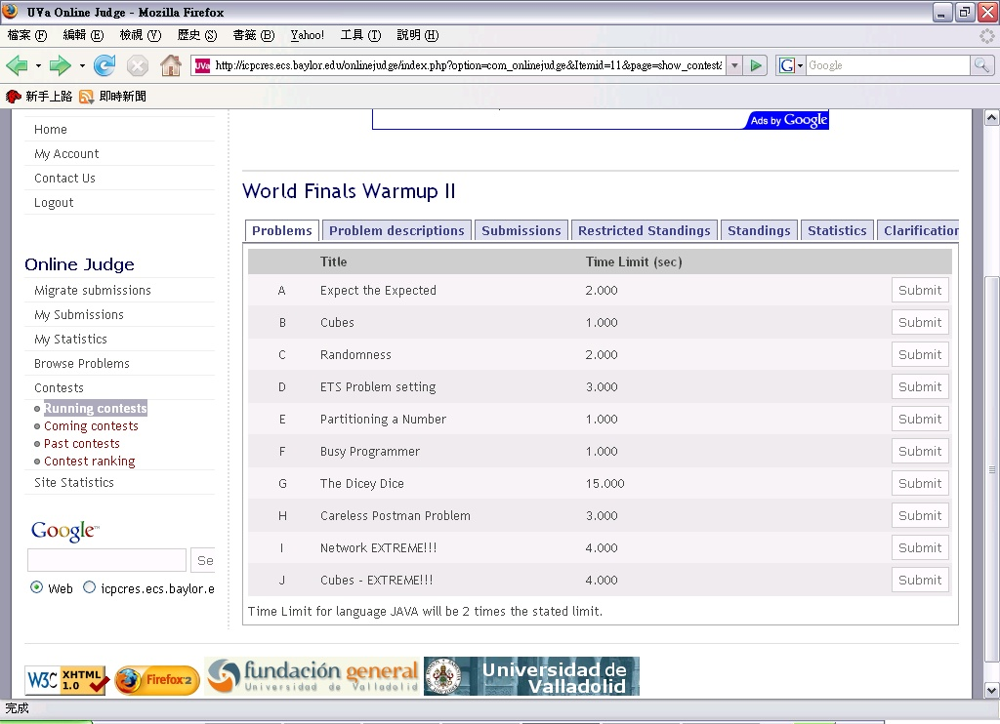 UVa Online Judge - Mozilla Firefox
檔案(F) 編輯(E) 檢視(V) 歷史(S) 書籤(B) Yahoo! 工具(T) 說明(H)
UVa http://icpcres.ecs.baylor.edu/onlinejudge/index.php?option=com_onlinejudge&Itemid=11&page=show_contest& G Google
新手上路 即時新聞
Ads by Google
Home
My Account
Contact Us
Logout
Online Judge
Migrate submissions
My Submissions
My Statistics
Browse Problems
Contests
Running contests
Coming contests
Past contests
Contest ranking
Site Statistics
Google™
Se
Web icpcres.ecs.baylor.e
World Finals Warmup II
Problems Problem descriptions Submissions Restricted Standings Standings Statistics Clarification
Title Time Limit (sec)
A Expect the Expected 2.000 Submit
B Cubes 1.000 Submit
C Randomness 2.000 Submit
D ETS Problem setting 3.000 Submit
E Partitioning a Number 1.000 Submit
F Busy Programmer 1.000 Submit
G The Dicey Dice 15.000 Submit
H Careless Postman Problem 3.000 Submit
I Network EXTREME!!! 4.000 Submit
J Cubes - EXTREME!!! 4.000 Submit
Time Limit for language JAVA will be 2 times the stated limit.
W3C XHTML 1.0 Firefox 2
fundación general
Universidad de Valladolid
Universidad de
Valladolid
完成